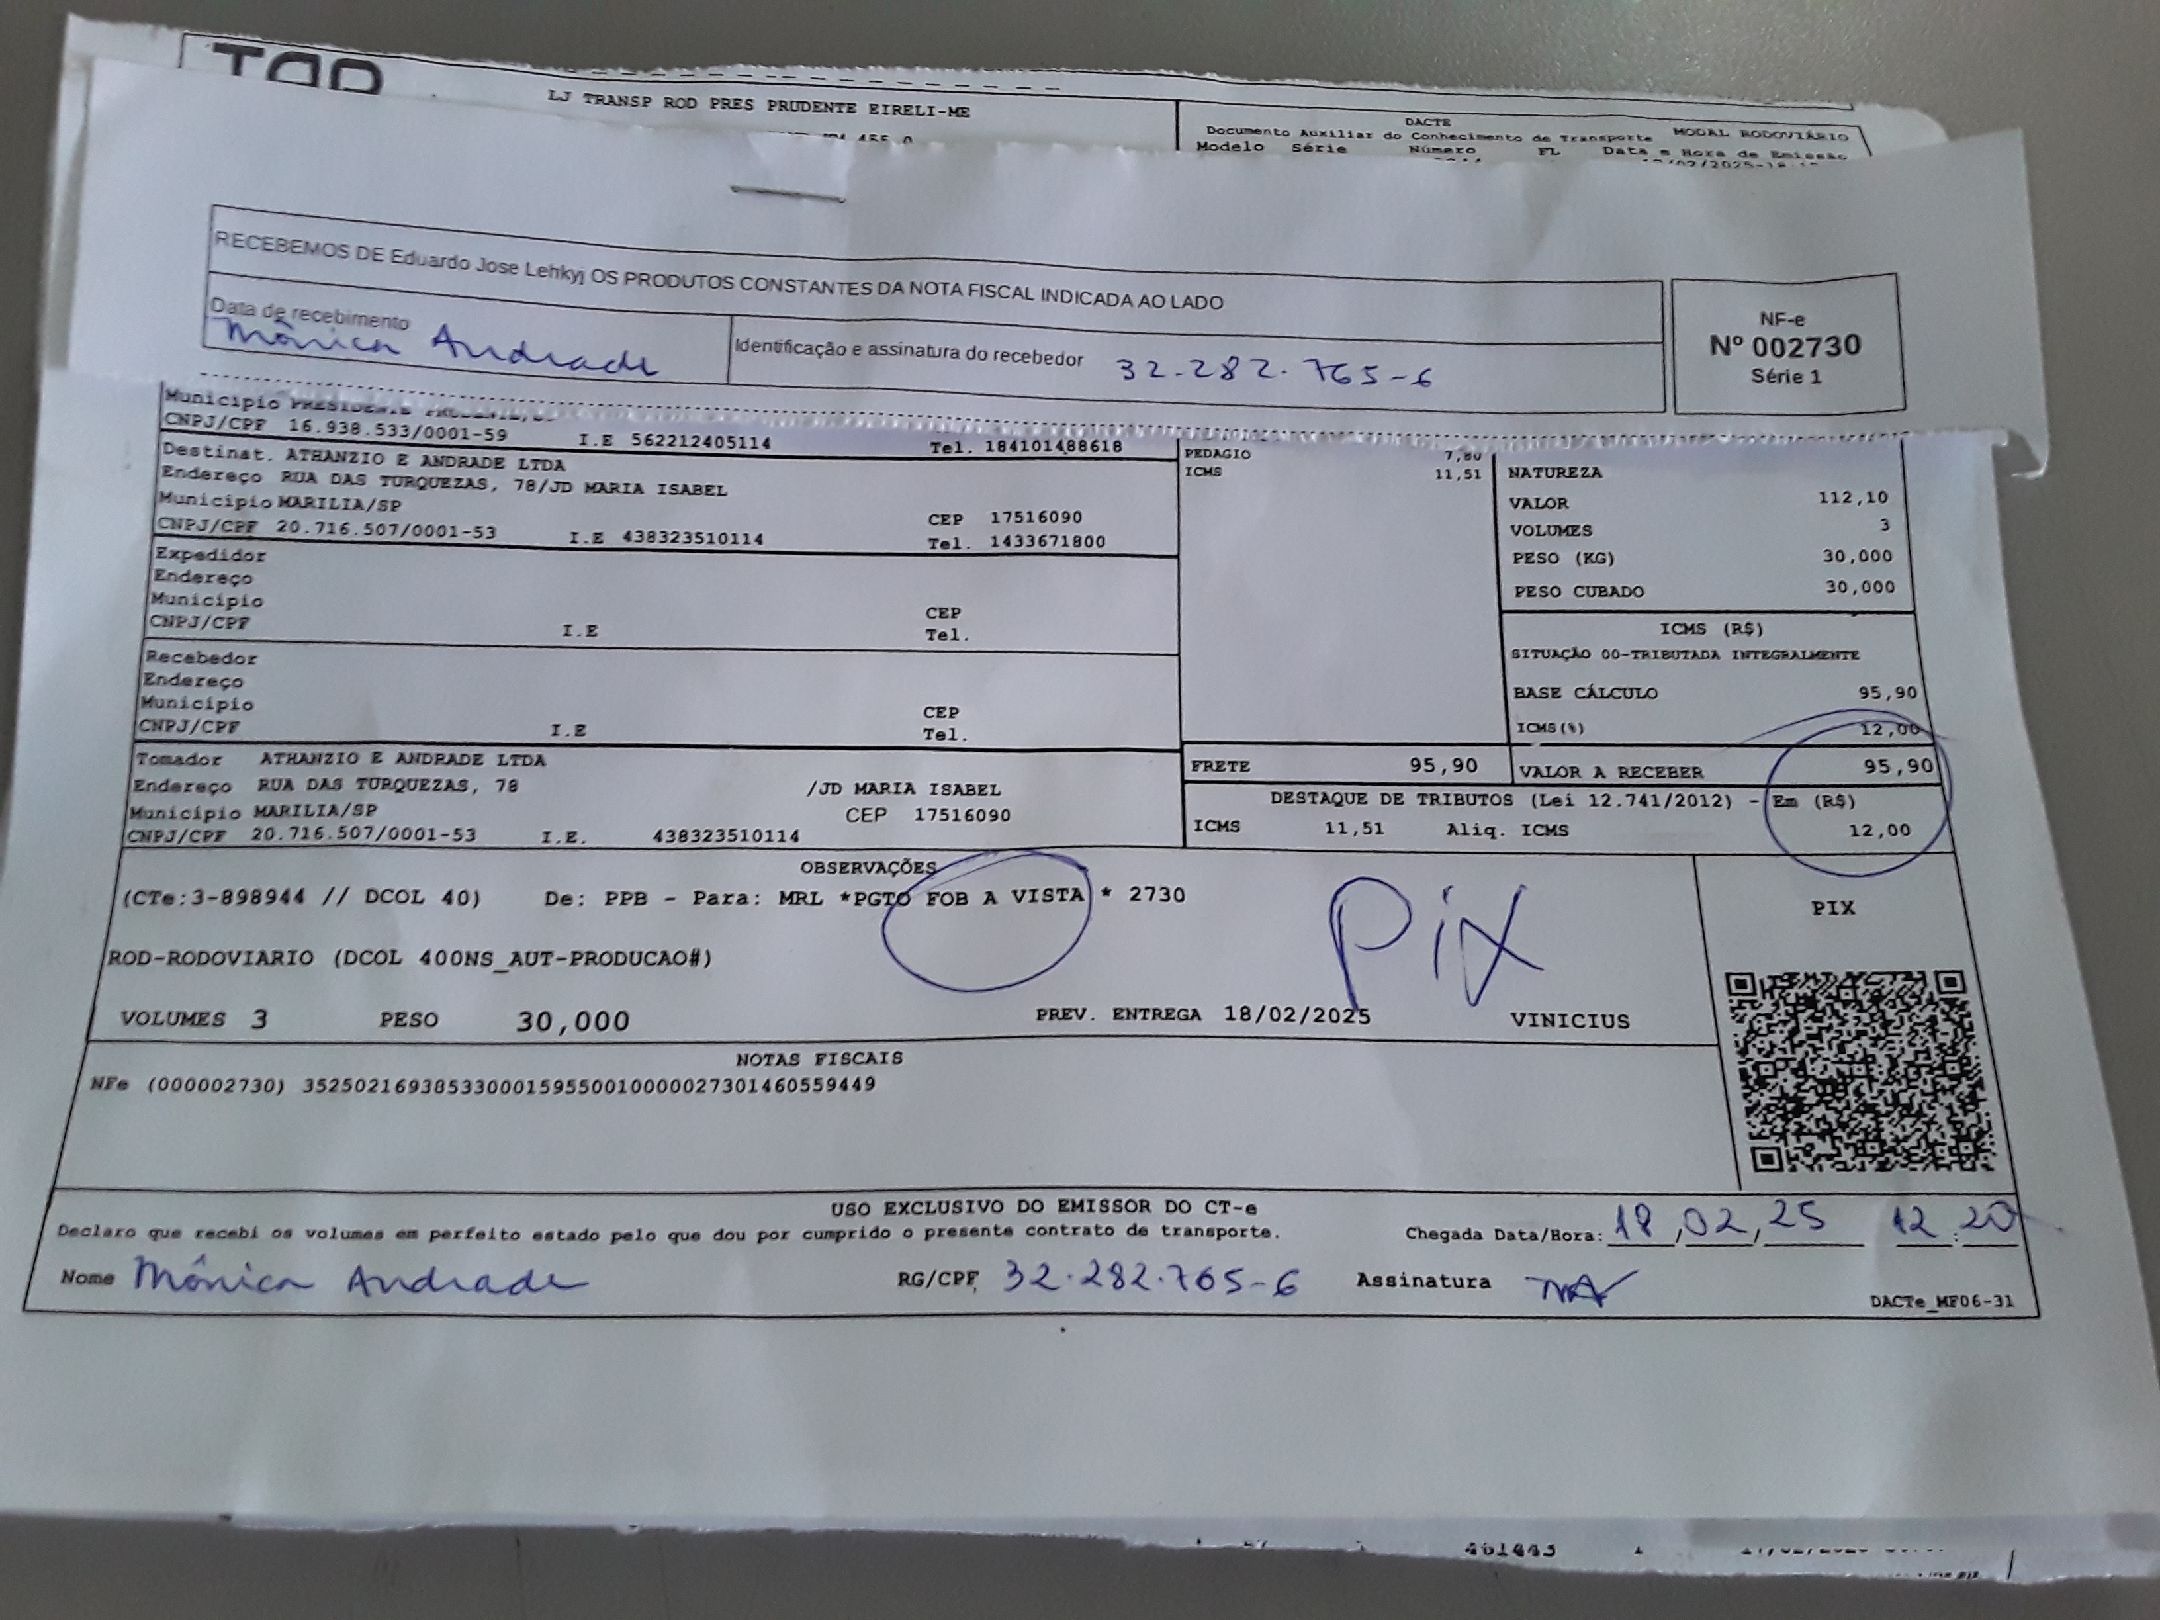 LJ TRANSP ROD PRES PRUDENTE EIRELI-ME
DACTE
Documento Auxiliar do Conhecimento de Transporte MODAL RODOVIÁRIO
Modelo Série Número FL Data e Hora de Emissão
RECEBEMOS DE Eduardo Jose Lehkyj OS PRODUTOS CONSTANTES DA NOTA FISCAL INDICADA AO LADO
Data de recebimento
Mônica Andrade
Identificação e assinatura do recebedor 32.282.765-6
NF-e
Nº 002730
Série 1
Municipio PRESIDENTE
CNPJ/CPF 16.938.533/0001-59 I.E 562212405114 Tel. 184101488618
Destinat. ATHANZIO E ANDRADE LTDA
Endereço RUA DAS TURQUEZAS, 78/JD MARIA ISABEL
Municipio MARILIA/SP CEP 17516090
CNPJ/CPF 20.716.507/0001-53 I.E 438323510114 Tel. 1433671800
Expedidor
Endereço
Municipio CEP
CNPJ/CPF I.E Tel.
Recebedor
Endereço
Municipio CEP
CNPJ/CPF I.E Tel.
Tomador ATHANZIO E ANDRADE LTDA
Endereço RUA DAS TURQUEZAS, 78 /JD MARIA ISABEL
Municipio MARILIA/SP CEP 17516090
CNPJ/CPF 20.716.507/0001-53 I.E. 438323510114
PEDAGIO 7,80
ICMS 11,51
NATUREZA
VALOR 112,10
VOLUMES 3
PESO (KG) 30,000
PESO CUBADO 30,000
ICMS (R$)
SITUAÇÃO 00-TRIBUTADA INTEGRALMENTE
BASE CÁLCULO 95,90
ICMS(%) 12,00
FRETE 95,90 VALOR A RECEBER 95,90
DESTAQUE DE TRIBUTOS (Lei 12.741/2012) - Em (R$)
ICMS 11,51 Aliq. ICMS 12,00
OBSERVAÇÕES
(CTe:3-898944 // DCOL 40) De: PPB - Para: MRL *PGTO FOB A VISTA * 2730
Pix
PIX
ROD-RODOVIARIO (DCOL 400NS_AUT-PRODUCAO#)
VOLUMES 3 PESO 30,000 PREV. ENTREGA 18/02/2025 VINICIUS
NOTAS FISCAIS
NFe (000002730) 35250216938533000159550010000027301460559449
USO EXCLUSIVO DO EMISSOR DO CT-e
Declaro que recebi os volumes em perfeito estado pelo que dou por cumprido o presente contrato de transporte. Chegada Data/Hora: 18,02,25 12:20
Nome Mônica Andrade RG/CPF, 32.282.765-6 Assinatura MA
DACTe_MF06-31
461445